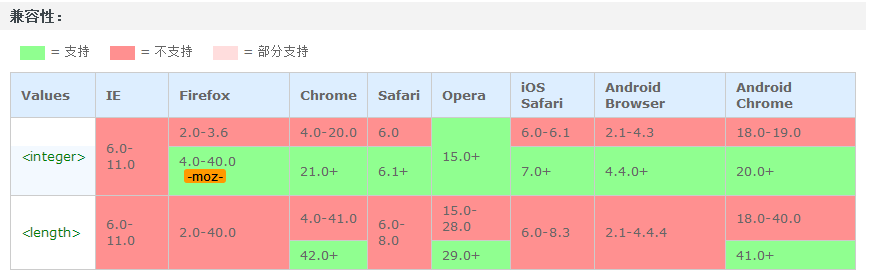 兼容性：
= 支持 = 不支持 = 部分支持
Values IE Firefox Chrome Safari Opera iOS Safari Android Browser Android Chrome
<integer> 6.0-11.0 2.0-3.6 4.0-20.0 6.0 15.0+ 6.0-6.1 2.1-4.3 18.0-19.0
4.0-40.0 -moz- 21.0+ 6.1+ 7.0+ 4.4.0+ 20.0+
<length> 6.0-11.0 2.0-40.0 4.0-41.0 6.0-8.0 15.0-28.0 6.0-8.3 2.1-4.4.4 18.0-40.0
42.0+ 29.0+ 41.0+